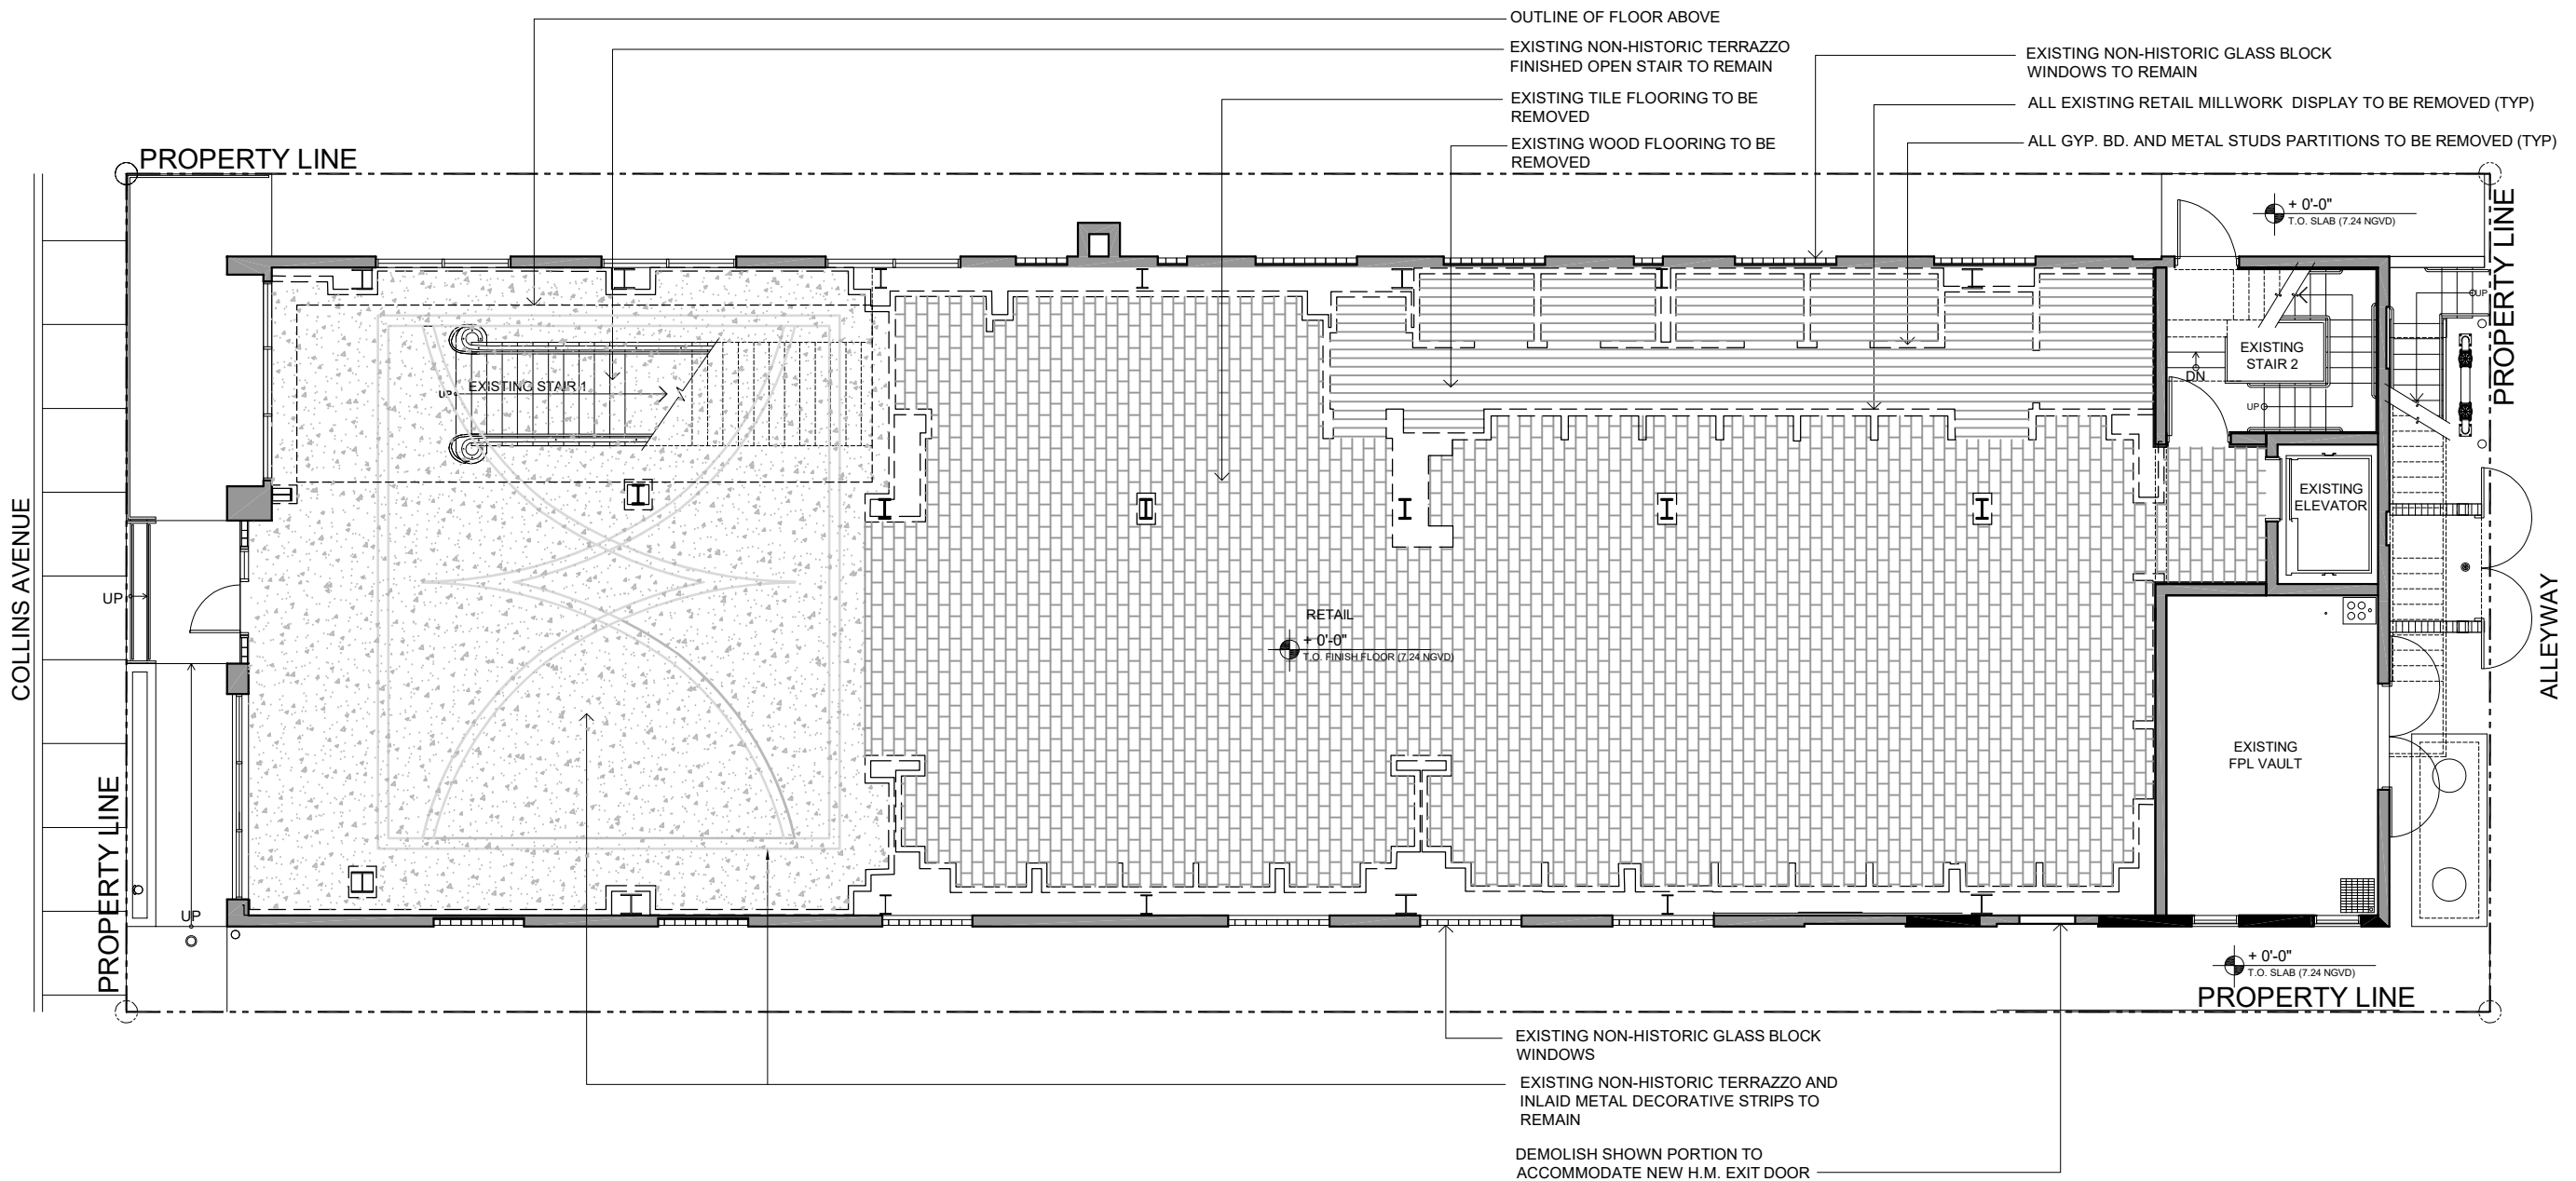 OUTLINE OF FLOOR ABOVE
EXISTING NON-HISTORIC TERRAZZO
FINISHED OPEN STAIR TO REMAIN
EXISTING TILE FLOORING TO BE
REMOVED
EXISTING WOOD FLOORING TO BE
REMOVED
EXISTING NON-HISTORIC GLASS BLOCK
WINDOWS TO REMAIN
ALL EXISTING RETAIL MILLWORK DISPLAY TO BE REMOVED (TYP)
ALL GYP. BD. AND METAL STUDS PARTITIONS TO BE REMOVED (TYP)
PROPERTY LINE
+ 0'-0"
T.O. SLAB (7.24 NGVD)
PROPERTY LINE
UP
EXISTING
STAIR 2
DN
UP
EXISTING STAIR 1
UP
EXISTING
ELEVATOR
COLLINS AVENUE
UP
RETAIL
+ 0'-0"
T.O. FINISH FLOOR (7.24 NGVD)
ALLEYWAY
EXISTING
FPL VAULT
PROPERTY LINE
UP
+ 0'-0"
T.O. SLAB (7.24 NGVD)
PROPERTY LINE
EXISTING NON-HISTORIC GLASS BLOCK
WINDOWS
EXISTING NON-HISTORIC TERRAZZO AND
INLAID METAL DECORATIVE STRIPS TO
REMAIN
DEMOLISH SHOWN PORTION TO
ACCOMMODATE NEW H.M. EXIT DOOR